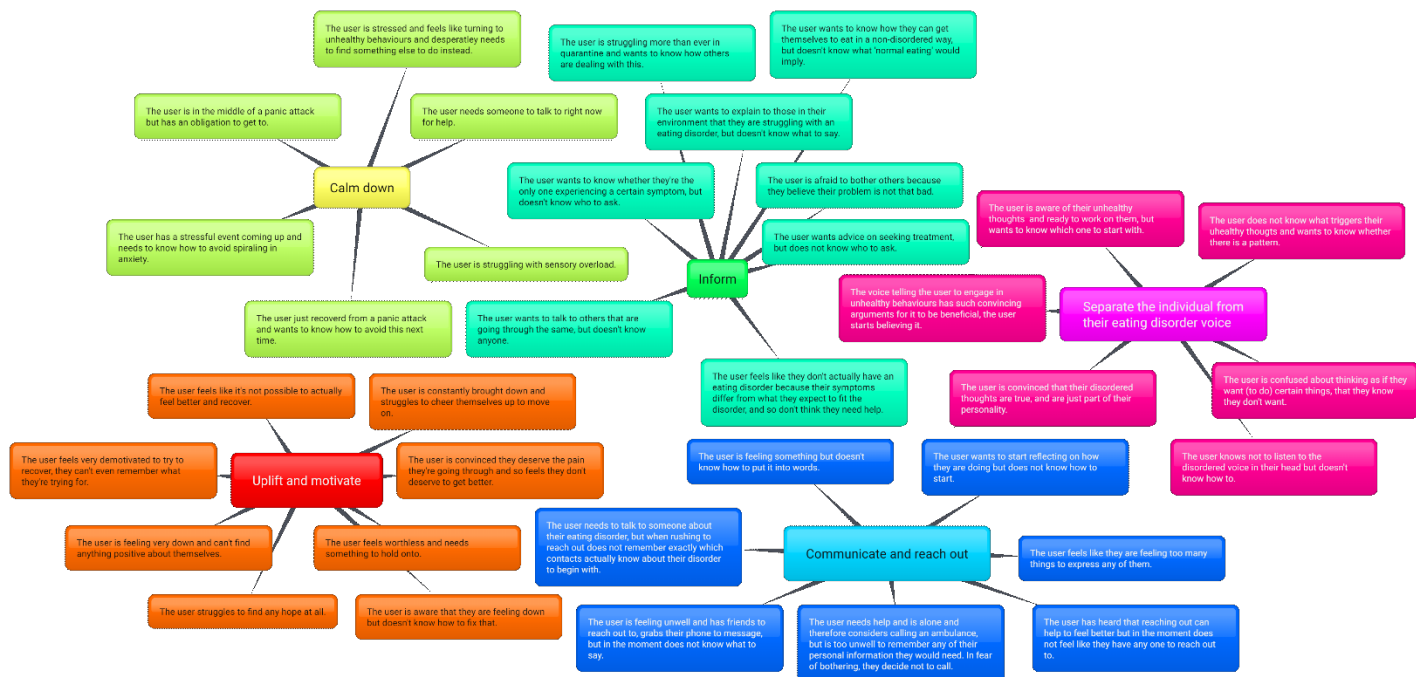 The user is stressed and feels like turning to
unhealthy behaviours and desperatley needs
to find something else to do instead.
The user is in the middle of a panic attack
but has an obligation to get to.
The user needs someone to talk to right now
for help.
Calm down
The user has a stressful event coming up and
needs to know how to avoid spiraling in
anxiety.
The user is struggling with sensory overload.
The user just recoverd from a panic attack
and wants to know how to avoid this next
time.
The user is struggling more than ever in
quarantine and wants to know how others
are dealing with this.
The user wants to know how they can get
themselves to eat in a non-disordered way,
but doesn't know what 'normal eating' would
imply.
The user wants to explain to those in their
environment that they are struggling with an
eating disorder, but doesn't know what to say.
The user wants to know whether they're the
only one experiencing a certain symptom, but
doesn't know who to ask.
The user is afraid to bother others because
they believe their problem is not that bad.
The user wants advice on seeking treatment,
but does not know who to ask.
Inform
The user wants to talk to others that are
going through the same, but doesn't know
anyone.
The user feels like they don't actually have an
eating disorder because their symptoms
differ from what they expect to fit the
disorder, and so don't think they need help.
The user is aware of their unhealthy
thoughts and ready to work on them, but
wants to know which one to start with.
The user does not know what triggers their
uhealthy thougts and wants to know whether
there is a pattern.
The voice telling the user to engage in
unhealthy behaviours has such convincing
arguments for it to be beneficial, the user
starts believing it.
Separate the individual from
their eating disorder voice
The user is convinced that their disordered
thoughts are true, and are just part of their
personality.
The user is confused about thinking as if they
want (to do) certain things, that they know
they don't want.
The user knows not to listen to the
disordered voice in their head but doesn't
know how to.
The user feels like it's not possible to actually
feel better and recover.
The user is constantly brought down and
struggles to cheer themselves up to move
on.
The user feels very demotivated to try to
recover, they can't even remember what
they're trying for.
Uplift and motivate
The user is convinced they deserve the pain
they're going through and so feels they don't
deserve to get better.
The user is feeling very down and can't find
anything positive about themselves.
The user feels worthless and needs
something to hold onto.
The user struggles to find any hope at all.
The user is aware that they are feeling down
but doesn't know how to fix that.
The user is feeling something but doesn't
know how to put it into words.
The user wants to start reflecting on how
they are doing but does not know how to
start.
The user needs to talk to someone about
their eating disorder, but when rushing to
reach out does not remember exactly which
contacts actually know about their disorder
to begin with.
Communicate and reach out
The user feels like they are feeling too many
things to express any of them.
The user is feeling unwell and has friends to
reach out to, grabs their phone to message,
but in the moment does not know what to
say.
The user needs help and is alone and
therefore considers calling an ambulance,
but is too unwell to remember any of their
personal information they would need. In fear
of bothering, they decide not to call.
The user has heard that reaching out can
help to feel better but in the moment does
not feel like they have any one to reach out
to.